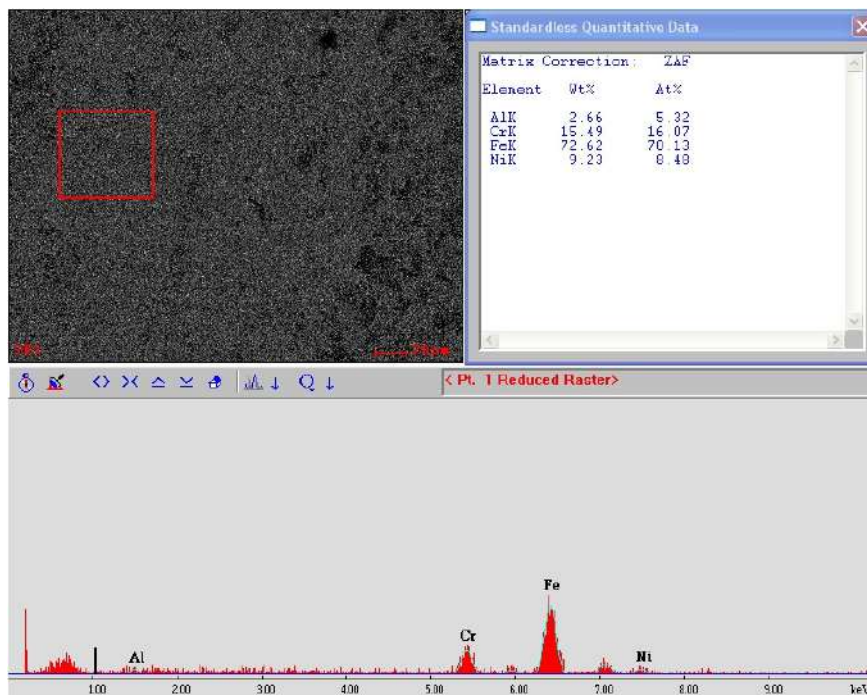 Standardless Quantitative Data
Matrix Correction: ZAF
Element Wt% At%
AlK 2.66 5.32
CrK 15.49 16.07
FeK 72.62 70.13
NiK 9.23 8.48
< Pt. 1 Reduced Raster>
Fe
Cr
Al
Ni
1.00 2.00 3.00 4.00 5.00 6.00 7.00 8.00 9.00